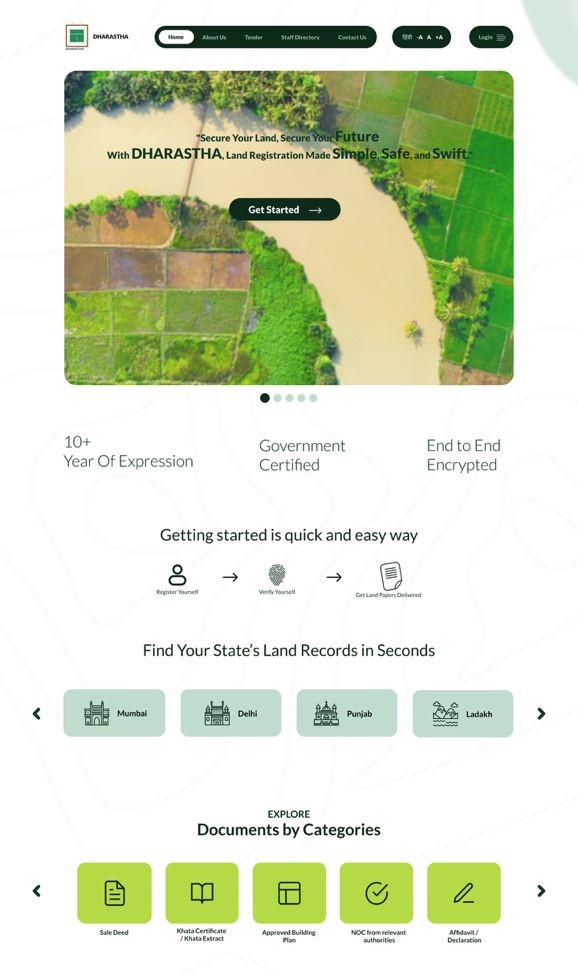 DHARASTHA
DHARASTHA
Home
About Us
Tender
Staff Directory
Contact Us
हिंदी -A A +A
Login
"Secure Your Land, Secure Your Future
With DHARASTHA, Land Registration Made Simple, Safe, and Swift."
Get Started
10+
Year Of Expression
Government
Certified
End to End
Encrypted
Getting started is quick and easy way
Register Yourself
Verify Yourself
Get Land Papers Delivered
Find Your State's Land Records in Seconds
Mumbai
Delhi
Punjab
Ladakh
EXPLORE
Documents by Categories
Sale Deed
Khata Certificate
/ Khata Extract
Approved Building
Plan
NOC from relevant
authorities
Affidavit /
Declaration